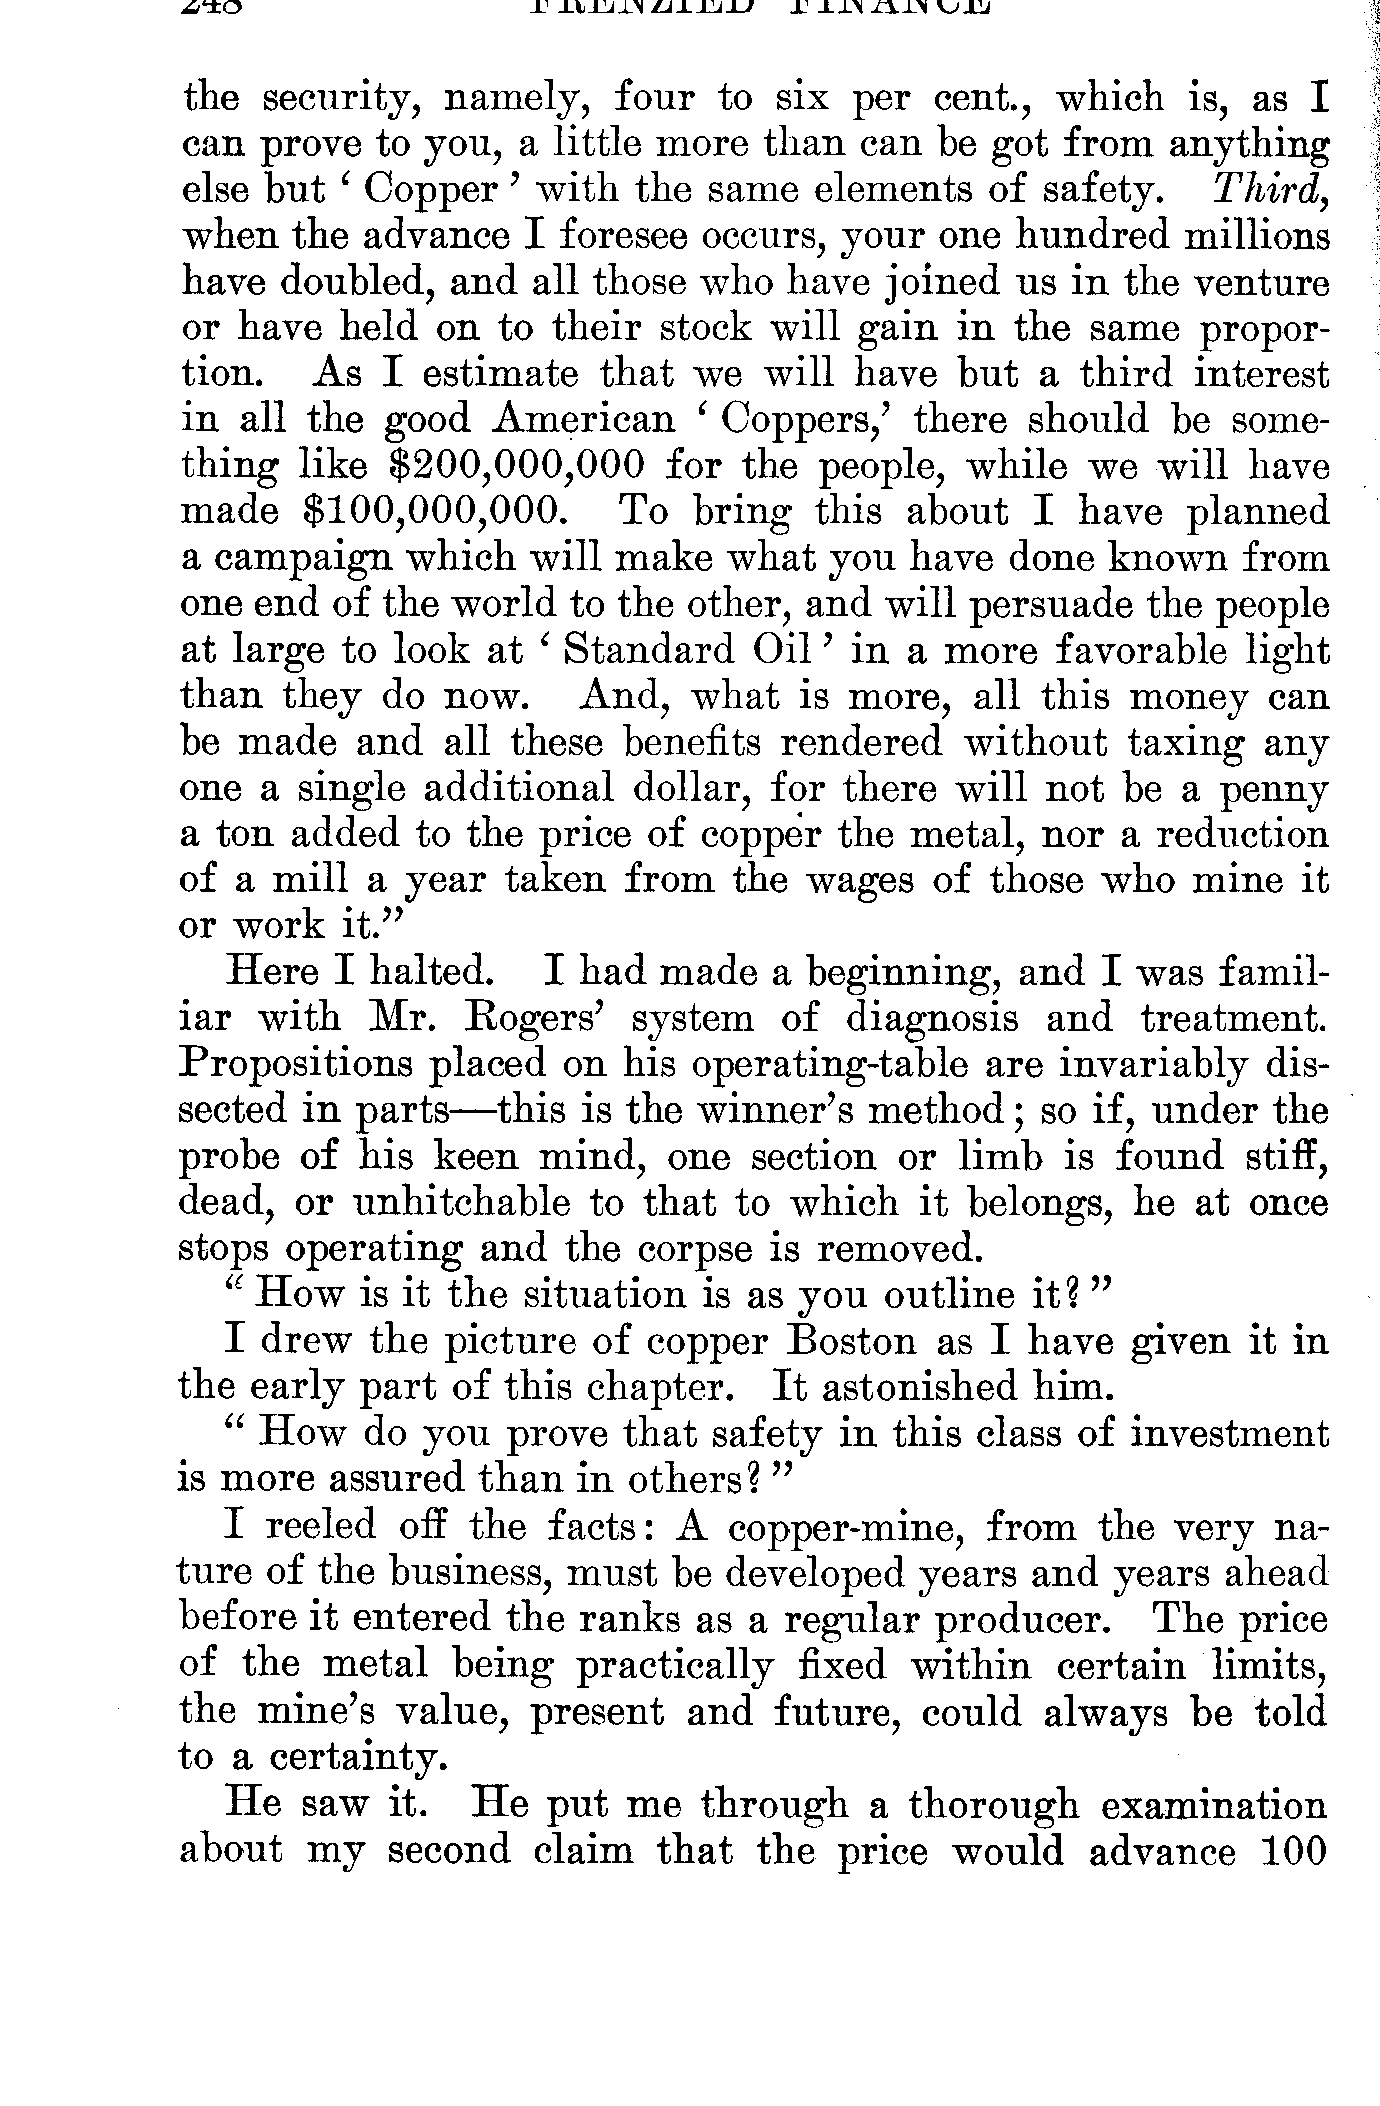 248 FRENZIED FINANCE
the security, namely, four to six per cent., which is, as I
can prove to you, a little more than can be got from anything
else but ‘ Copper ’ with the same elements of safety. Third,
when the advance I foresee occurs, your one hundred millions
have doubled, and all those who have joined us in the venture
or have held on to their stock will gain in the same propor-
tion. As I estimate that we will have but a third interest
in all the good American ‘ Coppers,’ there should be some-
thing like $200,000,000 for the people, while we will have
made $100,000,000. To bring this about I have planned
a campaign which will make what you have done known from
one end of the world to the other, and will persuade the people
at large to look at ‘ Standard Oil ’ in a more favorable light
than they do now. And, what is more, all this money can
be made and all these benefits rendered without taxing any
one a single additional dollar, for there will not be a penny
a ton added to the price of copper the metal, nor a reduction
of a mill a year taken from the wages of those who mine it
or work it.”
Here I halted. I had made a beginning, and I was famil-
iar with Mr. Rogers’ system of diagnosis and treatment.
Propositions placed on his operating-table are invariably dis-
sected in parts—this is the winner’s method; so if, under the
probe of his keen mind, one section or limb is found stiff,
dead, or unhitchable to that to which it belongs, he at once
stops operating and the corpse is removed.
“ How is it the situation is as you outline it? ”
I drew the picture of copper Boston as I have given it in
the early part of this chapter. It astonished him.
“ How do you prove that safety in this class of investment
is more assured than in others? ”
I reeled off the facts: A copper-mine, from the very na-
ture of the business, must be developed years and years ahead
before it entered the ranks as a regular producer. The price
of the metal being practically fixed within certain limits,
the mine’s value, present and future, could always be told
to a certainty.
He saw it. He put me through a thorough examination
about my second claim that the price would advance 100